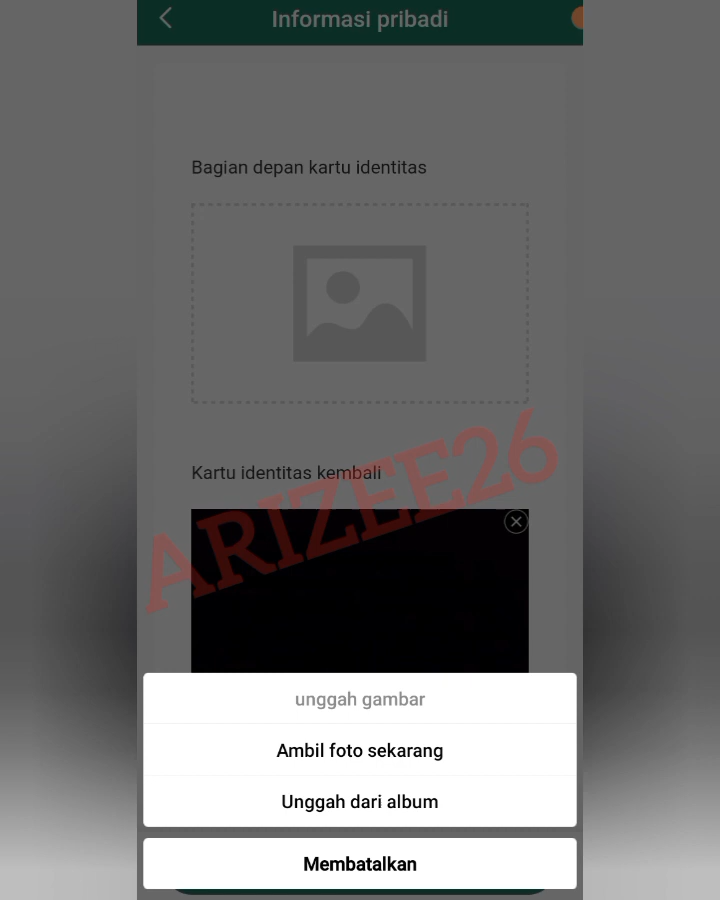 Informasi pribadi
Bagian depan kartu identitas
Kartu identitas kembali
ARIZEE26
unggah gambar
Ambil foto sekarang
Unggah dari album
Membatalkan